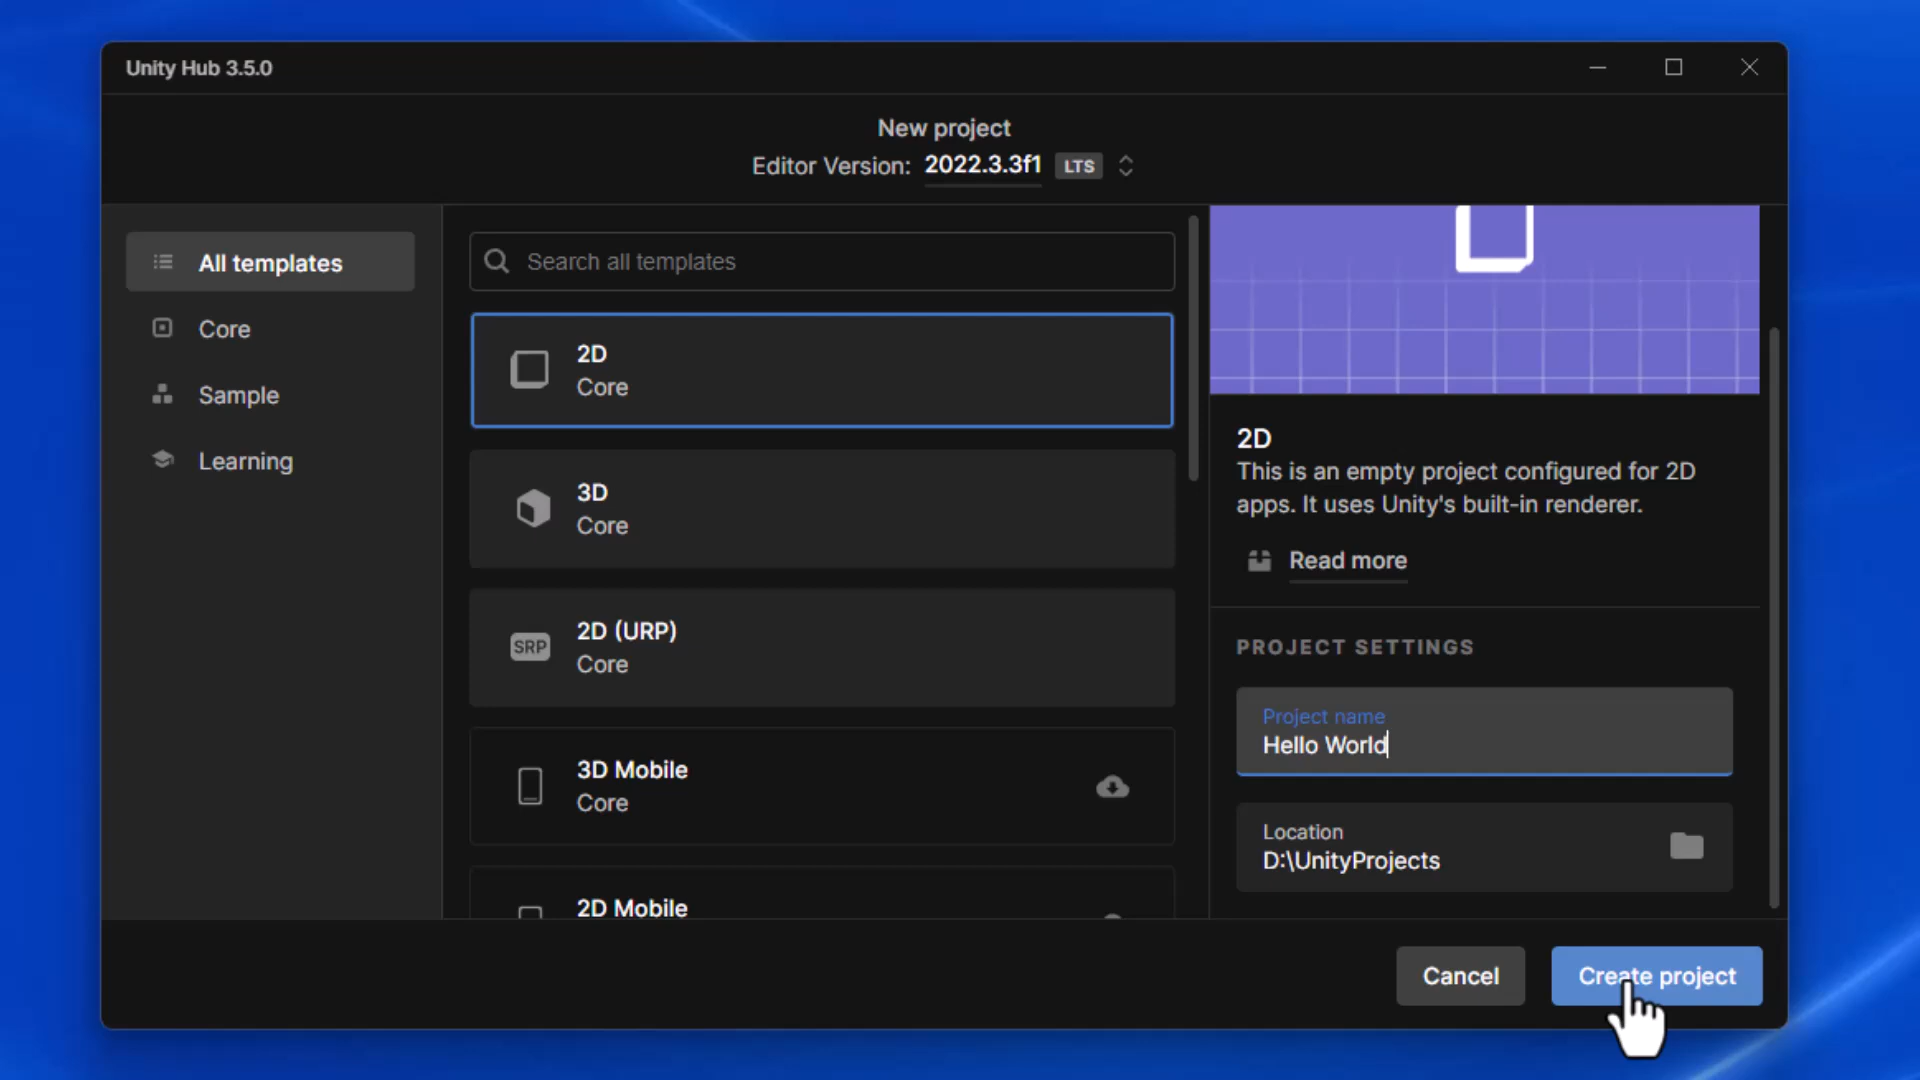 Unity Hub 3.5.0
New project
Editor Version: 2022.3.3f1 LTS
All templates
Core
Sample
Learning
Search all templates
2D
Core
3D
Core
SRP
2D (URP)
Core
3D Mobile
Core
2D Mobile
2D
This is an empty project configured for 2D
apps. It uses Unity's built-in renderer.
Read more
PROJECT SETTINGS
Project name
Hello World
Location
D:\UnityProjects
Cancel
Create project